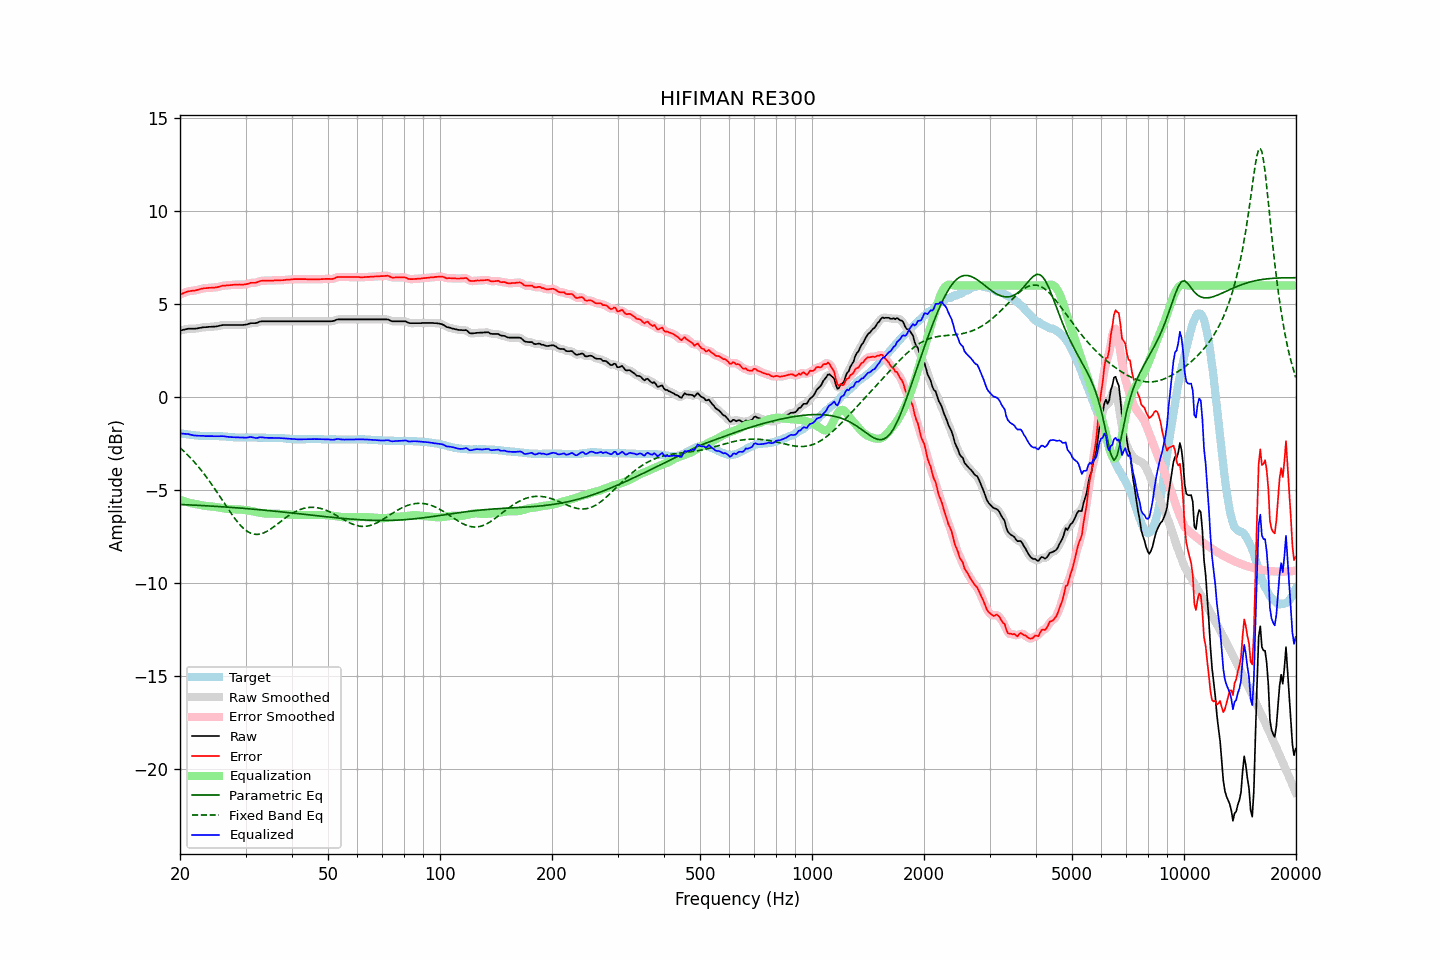 HIFIMAN RE300
15
10
5
0
−5
−10
−15
−20
Amplitude (dBr)
Target
Raw Smoothed
Error Smoothed
Raw
Error
Equalization
Parametric Eq
Fixed Band Eq
Equalized
20
50
100
200
500
1000
2000
5000
10000
20000
Frequency (Hz)